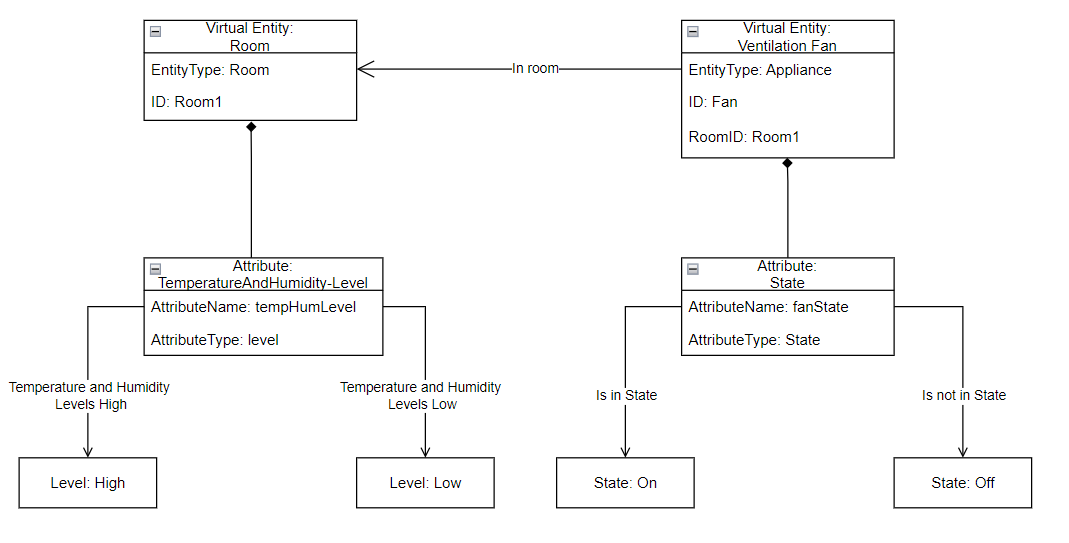 Virtual Entity:
Room
EntityType: Room
ID: Room1
In room
Virtual Entity:
Ventilation Fan
EntityType: Appliance
ID: Fan
RoomID: Room1
Attribute:
TemperatureAndHumidity-Level
AttributeName: tempHumLevel
AttributeType: level
Temperature and Humidity
Levels High
Temperature and Humidity
Levels Low
Level: High
Level: Low
Attribute:
State
AttributeName: fanState
AttributeType: State
Is in State
Is not in State
State: On
State: Off